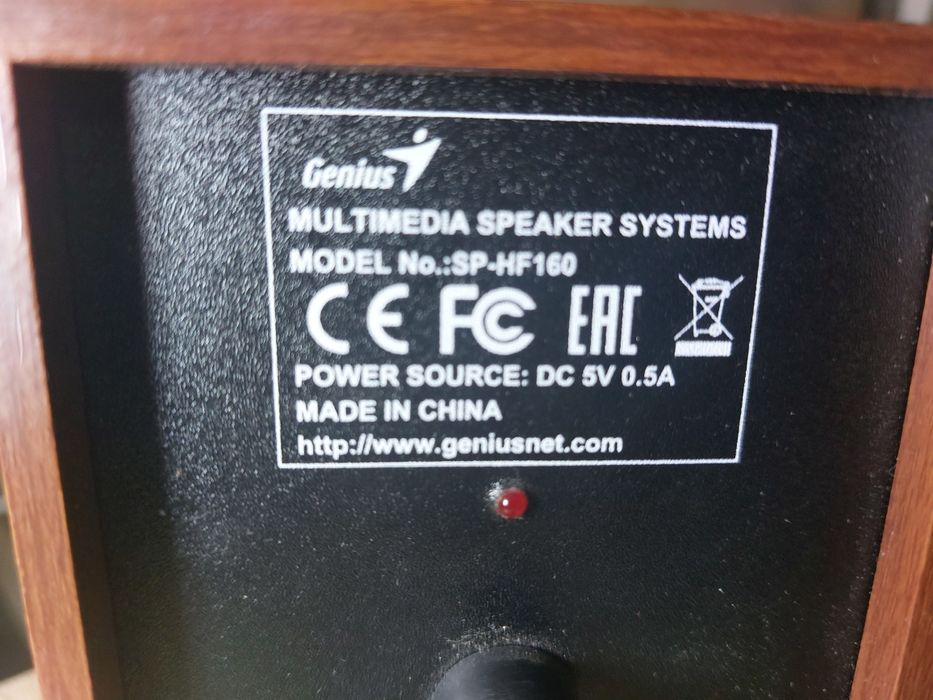 Genius
MULTIMEDIA SPEAKER SYSTEMS
MODEL No.:SP-HF160
CE FC EAC
POWER SOURCE: DC 5V 0.5A
MADE IN CHINA
http://www.geniusnet.com